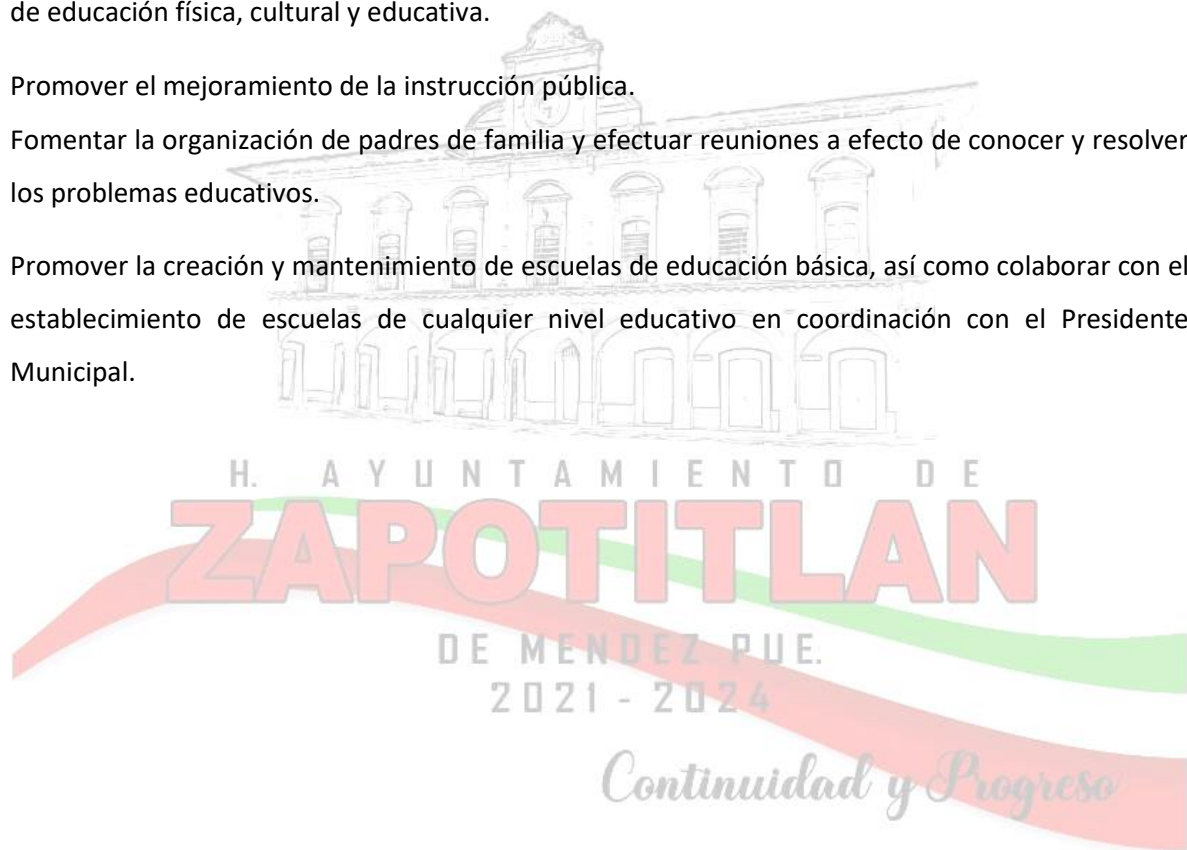 de educación física, cultural y educativa.
Promover el mejoramiento de la instrucción pública.
Fomentar la organización de padres de familia y efectuar reuniones a efecto de conocer y resolver
los problemas educativos.
Promover la creación y mantenimiento de escuelas de educación básica, así como colaborar con el
establecimiento de escuelas de cualquier nivel educativo en coordinación con el Presidente
Municipal.
H. AYUNTAMIENTO DE
ZAPOTITLAN
DE MENDEZ PUE.
2021 - 2024
Continuidad y Progreso